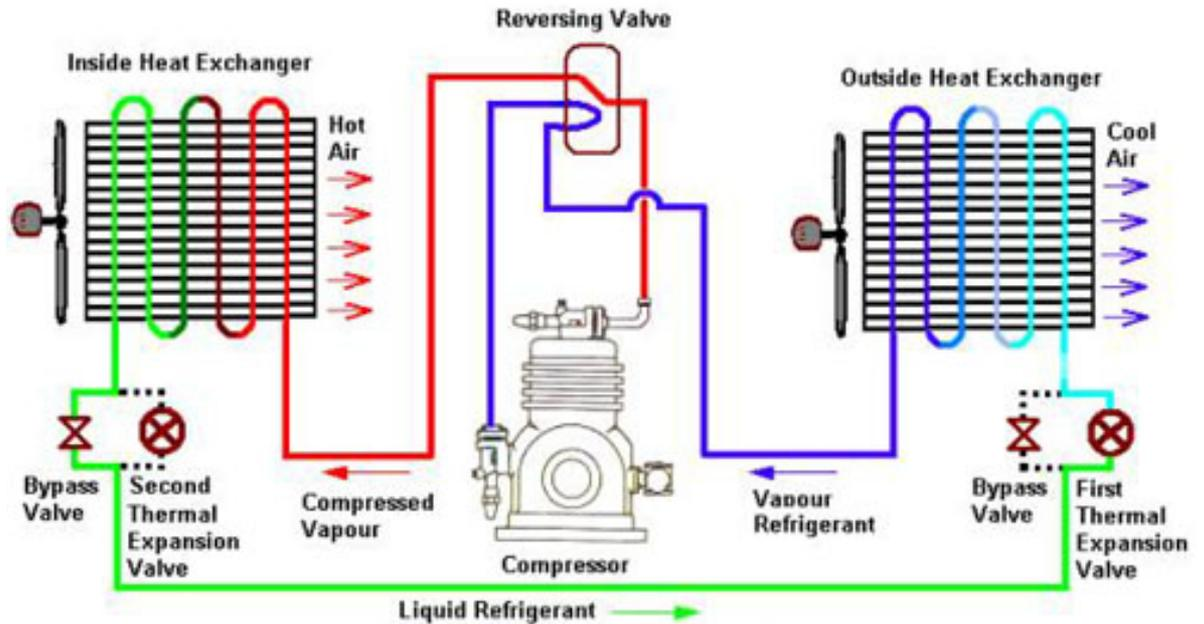 Reversing Valve
Inside Heat Exchanger
Outside Heat Exchanger
Hot
Air
Cool
Air
Bypass
Valve
Second
Thermal
Expansion
Valve
Compressed
Vapour
Compressor
Vapour
Refrigerant
Bypass
Valve
First
Thermal
Expansion
Valve
Liquid Refrigerant